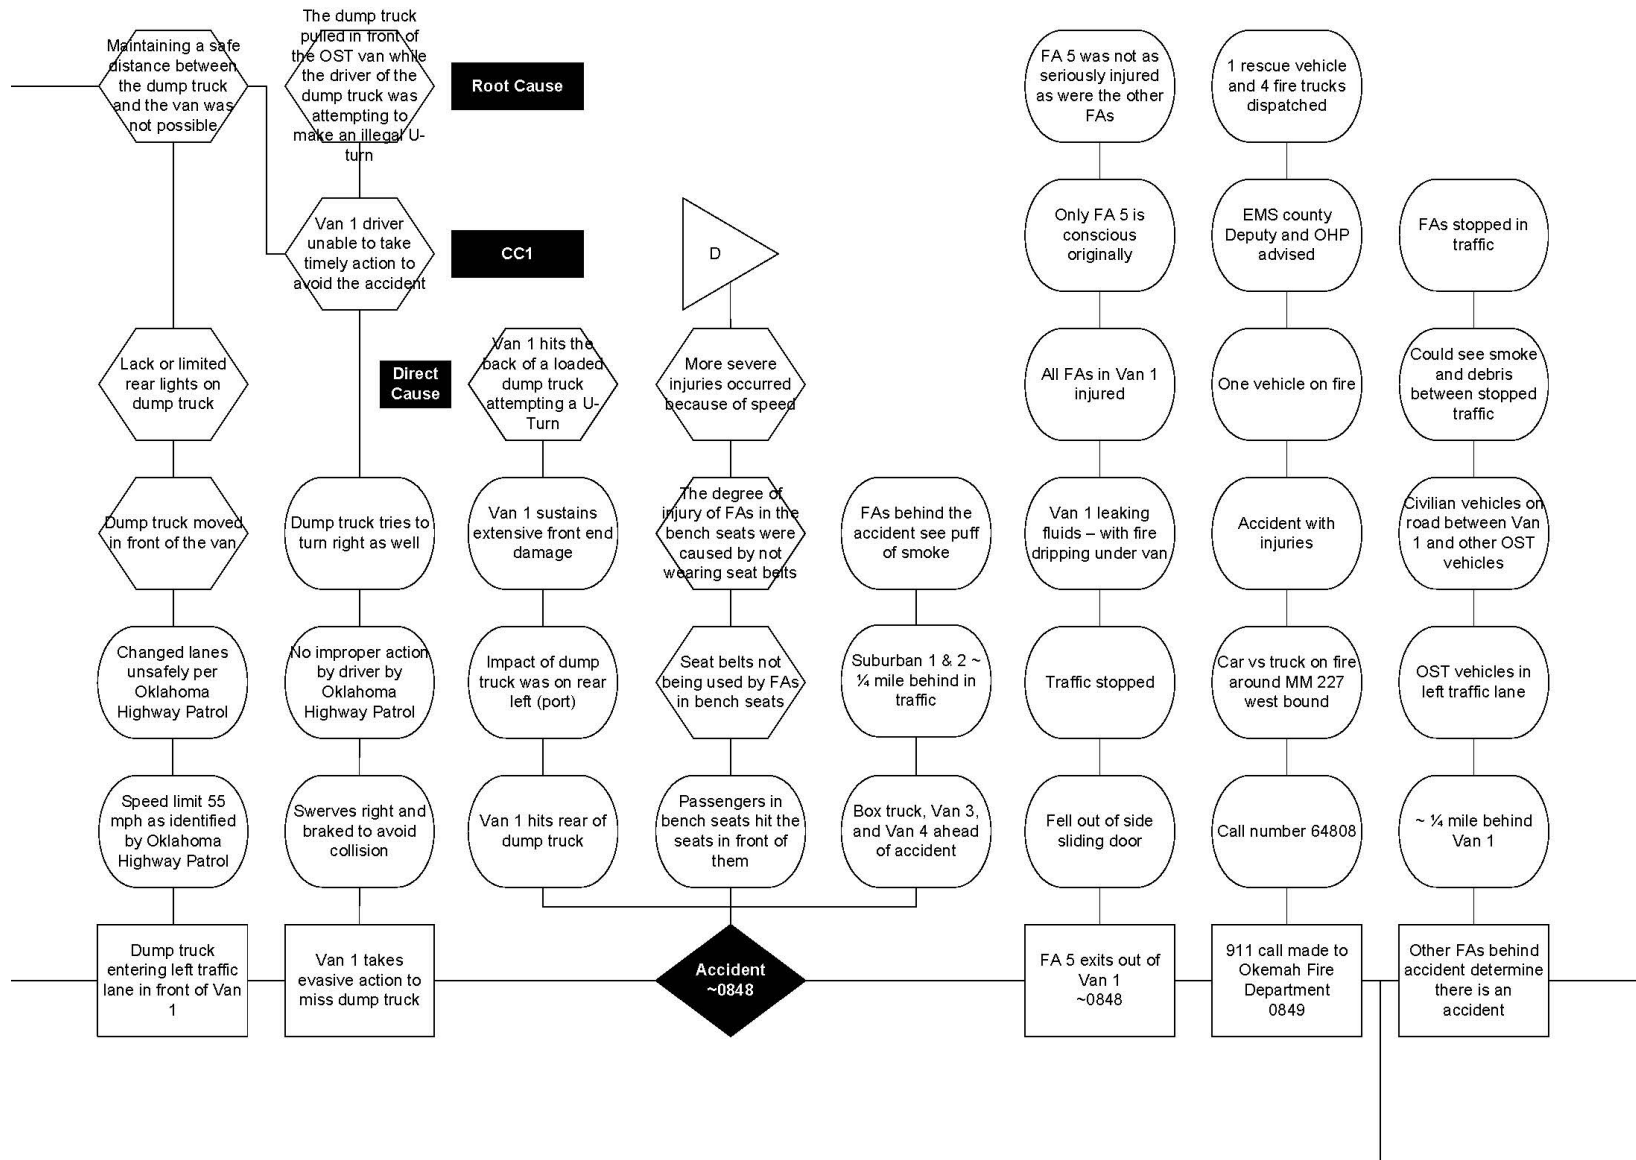 Maintaining a safe
distance between
the dump truck
and the van was
not possible
Lack or limited
rear lights on
dump truck
Dump truck moved
in front of the van
Changed lanes
unsafely per
Oklahoma
Highway Patrol
Speed limit 55
mph as identified
by Oklahoma
Highway Patrol
Dump truck
entering left traffic
lane in front of Van
1
The dump truck
pulled in front of
the OST van while
the driver of the
dump truck was
attempting to
make an illegal U-
turn
Root Cause
Van 1 driver
unable to take
timely action to
avoid the accident
CC1
Dump truck tries to
turn right as well
No improper action
by driver by
Oklahoma
Highway Patrol
Swerves right and
braked to avoid
collision
Van 1 takes
evasive action to
miss dump truck
Direct
Cause
Van 1 hits the
back of a loaded
dump truck
attempting a U-
Turn
Van 1 sustains
extensive front end
damage
Impact of dump
truck was on rear
left (port)
Van 1 hits rear of
dump truck
D
More severe
injuries occurred
because of speed
The degree of
injury of FAs in the
bench seats were
caused by not
wearing seat belts
Seat belts not
being used by FAs
in bench seats
Passengers in
bench seats hit the
seats in front of
them
Accident
~0848
FAs behind the
accident see puff
of smoke
Suburban 1 & 2 ~
¼ mile behind in
traffic
Box truck, Van 3,
and Van 4 ahead
of accident
FA 5 was not as
seriously injured
as were the other
FAs
Only FA 5 is
conscious
originally
All FAs in Van 1
injured
Van 1 leaking
fluids – with fire
dripping under van
Traffic stopped
Fell out of side
sliding door
FA 5 exits out of
Van 1
~0848
1 rescue vehicle
and 4 fire trucks
dispatched
EMS county
Deputy and OHP
advised
One vehicle on fire
Accident with
injuries
Car vs truck on fire
around MM 227
west bound
Call number 64808
911 call made to
Okemah Fire
Department
0849
FAs stopped in
traffic
Could see smoke
and debris
between stopped
traffic
Civilian vehicles on
road between Van
1 and other OST
vehicles
OST vehicles in
left traffic lane
~ ¼ mile behind
Van 1
Other FAs behind
accident determine
there is an
accident